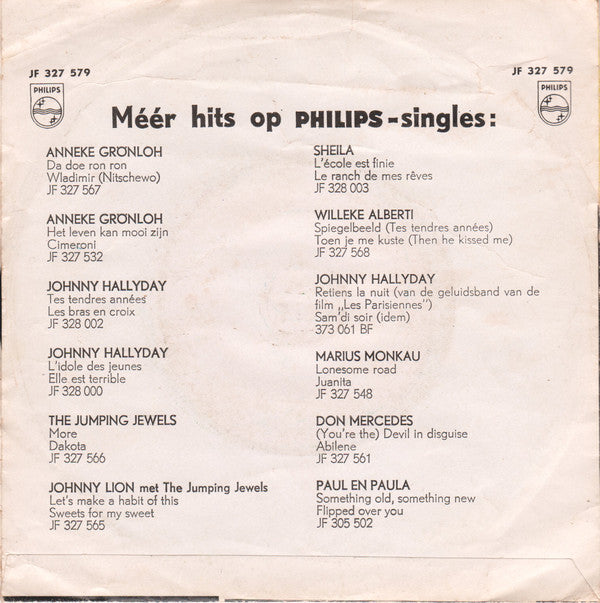 JF 327 579
JF 327 579
PHILIPS
PHILIPS
Méér hits op PHILIPS-singles:
ANNEKE GRÖNLOH
Da doe ron ron
Wladimir (Nitschewo)
JF 327 567
ANNEKE GRÖNLOH
Het leven kan mooi zijn
Cimeroni
JF 327 532
JOHNNY HALLYDAY
Tes tendres années
Les bras en croix
JF 328 002
JOHNNY HALLYDAY
L'idole des jeunes
Elle est terrible
JF 328 000
THE JUMPING JEWELS
More
Dakota
JF 327 566
JOHNNY LION met The Jumping Jewels
Let's make a habit of this
Sweets for my sweet
JF 327 565
SHEILA
L'école est finie
Le ranch de mes rêves
JF 328 003
WILLEKE ALBERTI
Spiegelbeeld (Tes tendres années)
Toen je me kuste (Then he kissed me)
JF 327 568
JOHNNY HALLYDAY
Retiens la nuit (van de geluidsband van de
film „Les Parisiennes")
Sam'di soir (idem)
373 061 BF
MARIUS MONKAU
Lonesome road
Juanita
JF 327 548
DON MERCEDES
(You're the) Devil in disguise
Abilene
JF 327 561
PAUL EN PAULA
Something old, something new
Flipped over you
JF 305 502